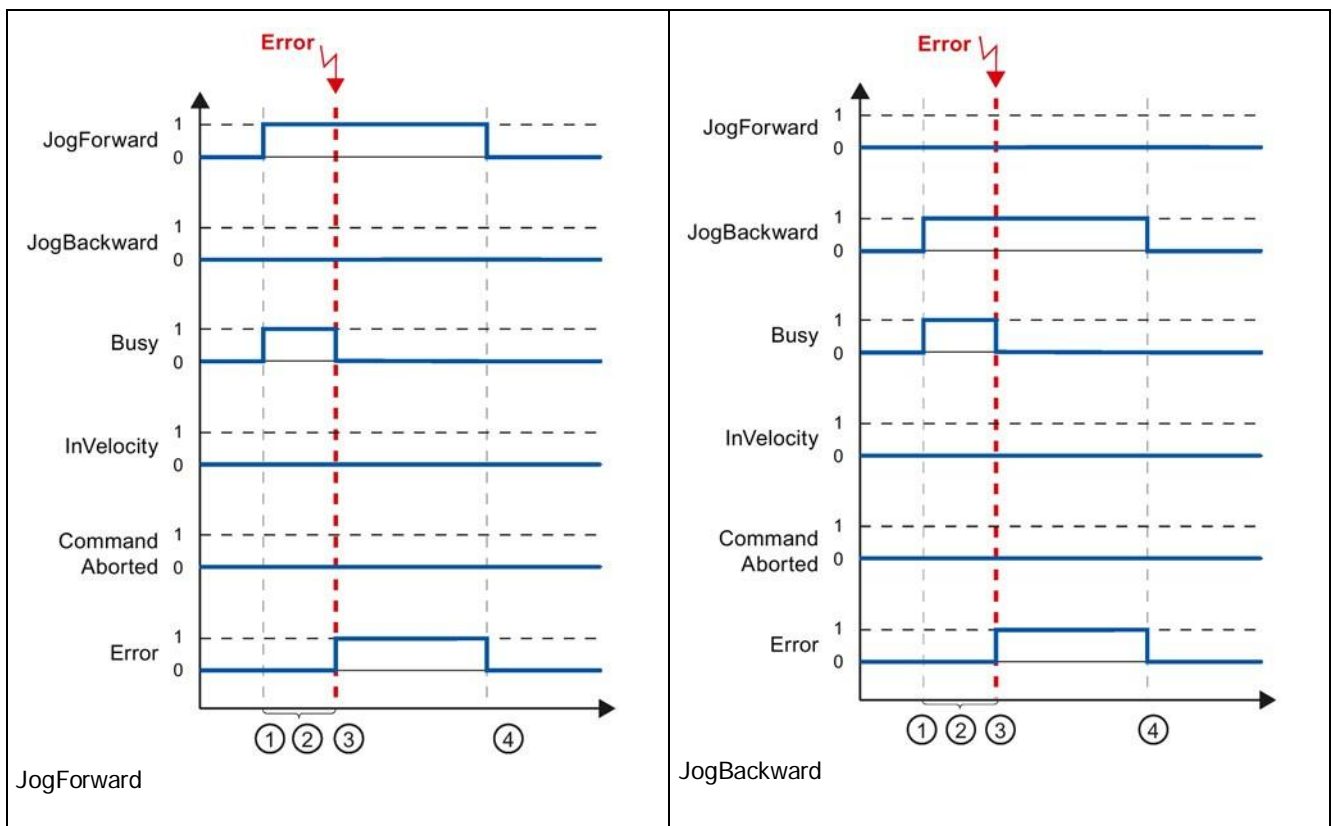 Error
JogForward
1
0
JogBackward
1
0
Busy
1
0
InVelocity
1
0
Command
Aborted
1
0
Error
1
0
① ② ③ ④
JogForward
Error
JogForward
1
0
JogBackward
1
0
Busy
1
0
InVelocity
1
0
Command
Aborted
1
0
Error
1
0
① ② ③ ④
JogBackward